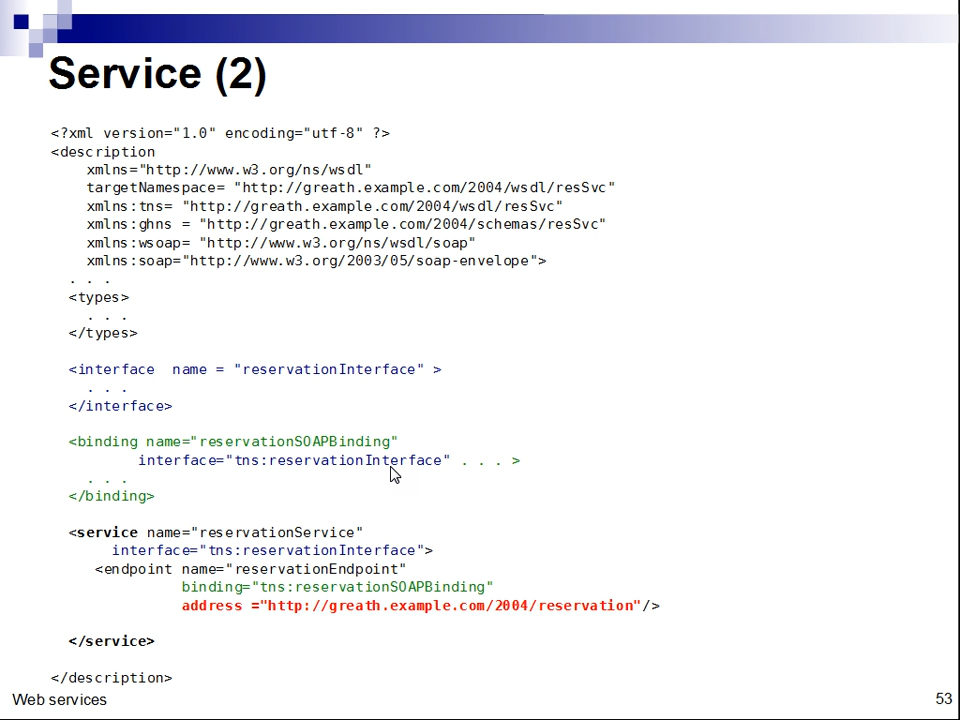 Service (2)
<?xml version="1.0" encoding="utf-8" ?>
<description
xmlns="http://www.w3.org/ns/wsdl"
targetNamespace= "http://greath.example.com/2004/wsdl/resSvc"
xmlns:tns= "http://greath.example.com/2004/wsdl/resSvc"
xmlns:ghns = "http://greath.example.com/2004/schemas/resSvc"
xmlns:wsoap= "http://www.w3.org/ns/wsdl/soap"
xmlns:soap="http://www.w3.org/2003/05/soap-envelope">
. . .
<types>
. . .
</types>
<interface  name = "reservationInterface" >
. . .
</interface>
<binding name="reservationSOAPBinding"
interface="tns:reservationInterface" . . . >
. . .
</binding>
<service name="reservationService"
interface="tns:reservationInterface">
<endpoint name="reservationEndpoint"
binding="tns:reservationSOAPBinding"
address ="http://greath.example.com/2004/reservation"/>
</service>
</description>
Web services
53